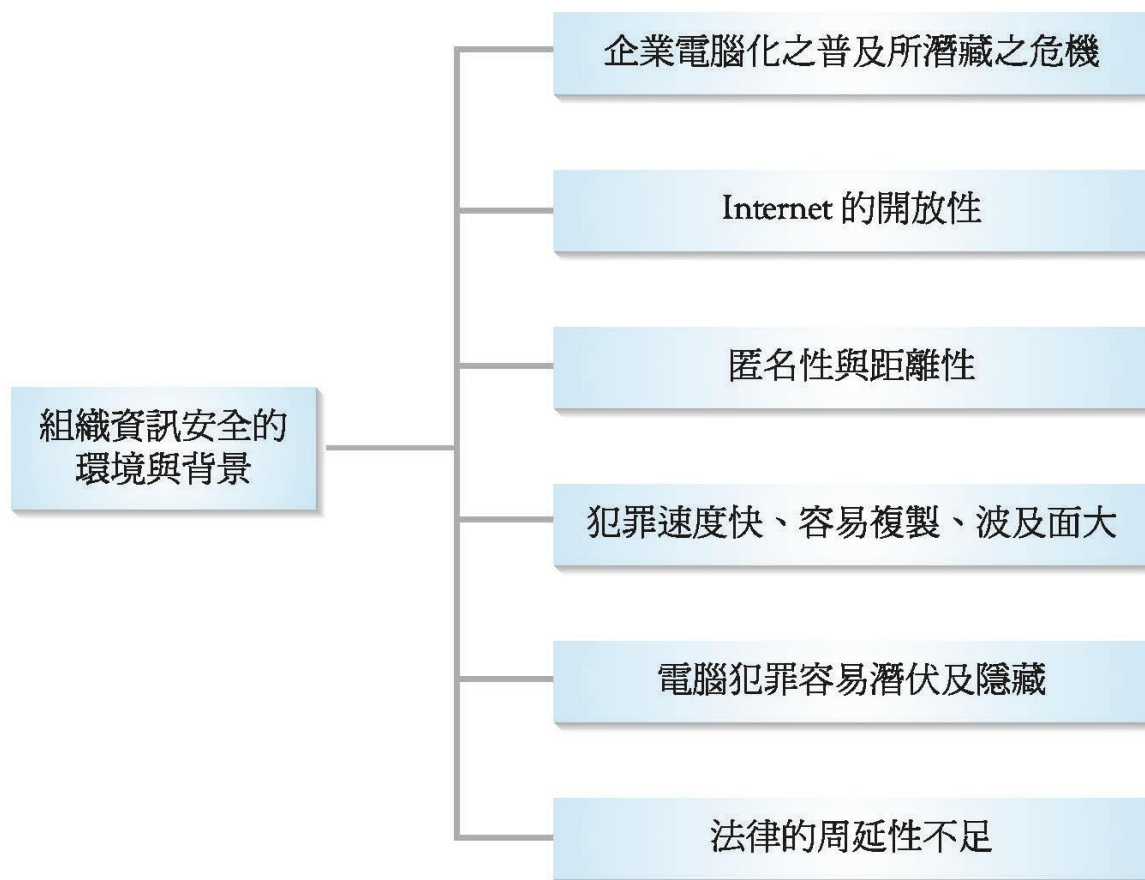 企業電腦化之普及所潛藏之危機
Internet 的開放性
匿名性與距離性
組織資訊安全的
環境與背景
犯罪速度快、容易複製、波及面大
電腦犯罪容易潛伏及隱藏
法律的周延性不足